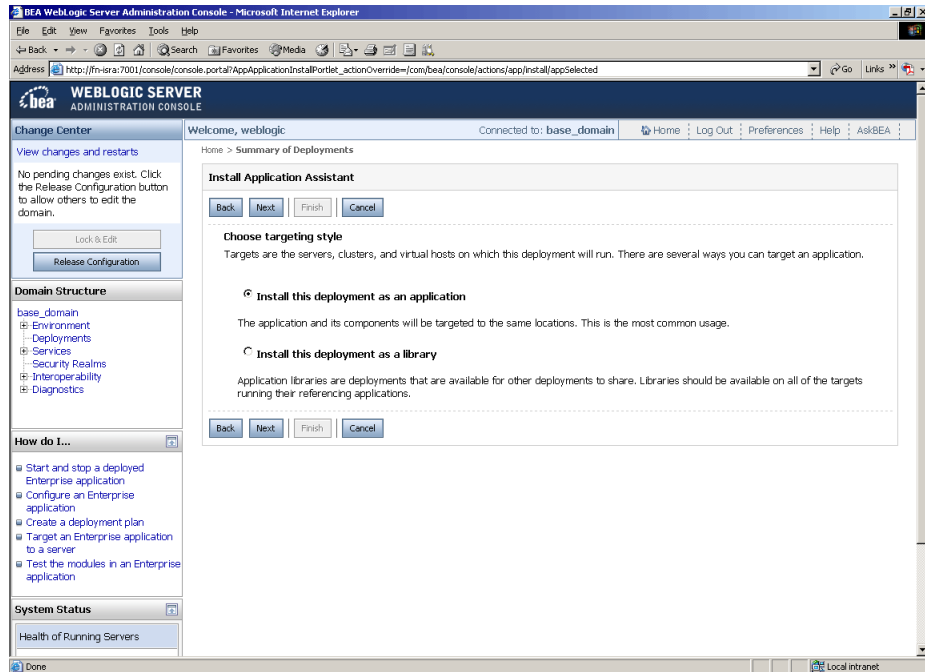 BEA WebLogic Server Administration Console - Microsoft Internet Explorer
File Edit View Favorites Tools Help
Back Search Favorites Media
Address http://fn-isra:7001/console/console.portal?AppApplicationInstallPortlet_actionOverride=/com/bea/console/actions/app/install/appSelected Go Links »
bea WEBLOGIC SERVER
ADMINISTRATION CONSOLE
Change Center
View changes and restarts
No pending changes exist. Click
the Release Configuration button
to allow others to edit the
domain.
Lock & Edit
Release Configuration
Domain Structure
base_domain
Environment
Deployments
Services
Security Realms
Interoperability
Diagnostics
How do I...
Start and stop a deployed
Enterprise application
Configure an Enterprise
application
Create a deployment plan
Target an Enterprise application
to a server
Test the modules in an Enterprise
application
System Status
Health of Running Servers
Welcome, weblogic Connected to: base_domain Home Log Out Preferences Help AskBEA
Home > Summary of Deployments
Install Application Assistant
Back Next Finish Cancel
Choose targeting style
Targets are the servers, clusters, and virtual hosts on which this deployment will run. There are several ways you can target an application.
Install this deployment as an application
The application and its components will be targeted to the same locations. This is the most common usage.
Install this deployment as a library
Application libraries are deployments that are available for other deployments to share. Libraries should be available on all of the targets
running their referencing applications.
Back Next Finish Cancel
Done Local intranet